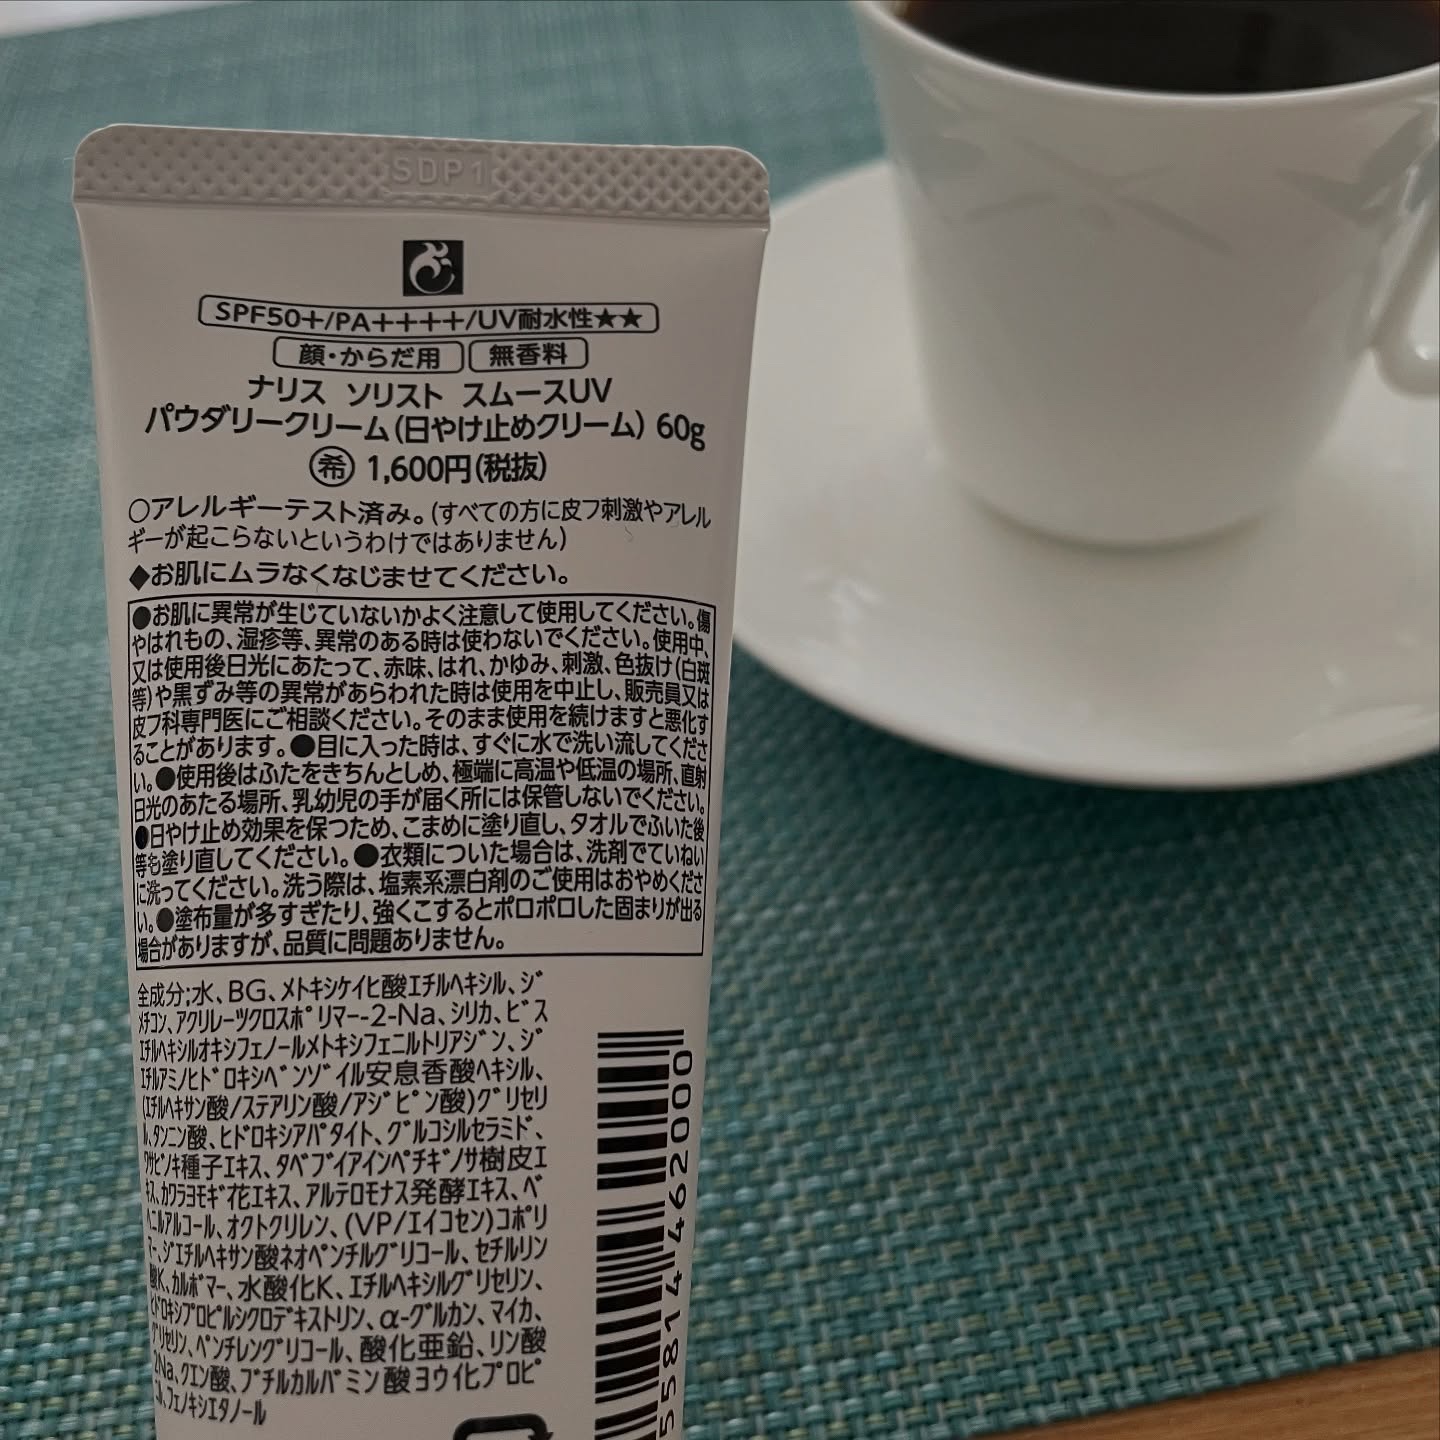 SDP1
SPF50+/PA++++/UV耐水性★★
顔・からだ用 無香料
ナリス ソリスト スムースUV
パウダリークリーム(日やけ止めクリーム) 60g
希 1,600円(税抜)
○アレルギーテスト済み。(すべての方に皮フ刺激やアレル
ギーが起こらないというわけではありません)
◆お肌にムラなくなじませてください。
●お肌に異常が生じていないかよく注意して使用してください。傷
やはれもの、湿疹等、異常のある時は使わないでください。使用中、
又は使用後日光にあたって、赤味、はれ、かゆみ、刺激、色抜け(白斑
等)や黒ずみ等の異常があらわれた時は使用を中止し、販売員又は
皮フ科専門医にご相談ください。そのまま使用を続けますと悪化す
ることがあります。●目に入った時は、すぐに水で洗い流してくださ
い。●使用後はふたをきちんとしめ、極端に高温や低温の場所、直射
日光のあたる場所、乳幼児の手が届く所には保管しないでください。
●日やけ止め効果を保つため、こまめに塗り直し、タオルでふいた後
等も塗り直してください。●衣類についた場合は、洗剤でていねい
に洗ってください。洗う際は、塩素系漂白剤のご使用はおやめくださ
い。●塗布量が多すぎたり、強くこするとポロポロした固まりが出る
場合がありますが、品質に問題ありません。
全成分;水、BG、メトキシケイヒ酸エチルヘキシル、ジ
メチコン、アクリレーツクロスポリマー-2-Na、シリカ、ビス
エチルヘキシルオキシフェノールメトキシフェニルトリアジン、ジ
エチルアミノヒドロキシベンゾイル安息香酸ヘキシル、
(エチルヘキサン酸/ステアリン酸/アジピン酸)グリセリ
ル、タンニン酸、ヒドロキシアパタイト、グルコシルセラミド、
ワサビノキ種子エキス、タベブイアインペチギノサ樹皮エ
キス、カワラヨモギ花エキス、アルテロモナス発酵エキス、ベ
ヘニルアルコール、オクトクリレン、(VP/エイコセン)コポリ
マー、ジエチルヘキサン酸ネオペンチルグリコール、セチルリン
酸K、カルボマー、水酸化K、エチルヘキシルグリセリン、
ヒドロキシプロピルシクロデキストリン、α-グルカン、マイカ、
グリセリン、ペンチレングリコール、酸化亜鉛、リン酸
2Na、クエン酸、ブチルカルバミン酸ヨウ化プロピ
ニル、フェノキシエタノール
55814 462000